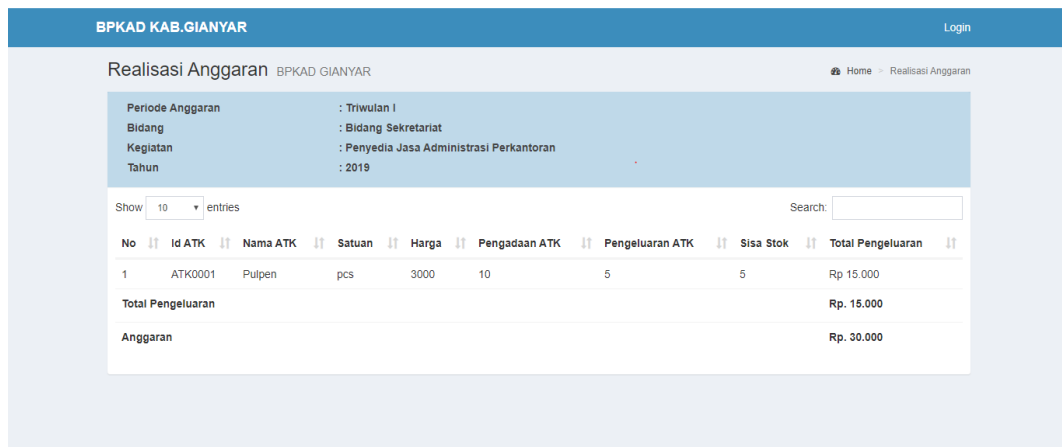 BPKAD KAB.GIANYAR Login
Realisasi Anggaran BPKAD GIANYAR Home > Realisasi Anggaran
Periode Anggaran : Triwulan I
Bidang : Bidang Sekretariat
Kegiatan : Penyedia Jasa Administrasi Perkantoran
Tahun : 2019
Show 10 entries Search:
No Id ATK Nama ATK Satuan Harga Pengadaan ATK Pengeluaran ATK Sisa Stok Total Pengeluaran
1 ATK0001 Pulpen pcs 3000 10 5 5 Rp 15.000
Total Pengeluaran Rp. 15.000
Anggaran Rp. 30.000